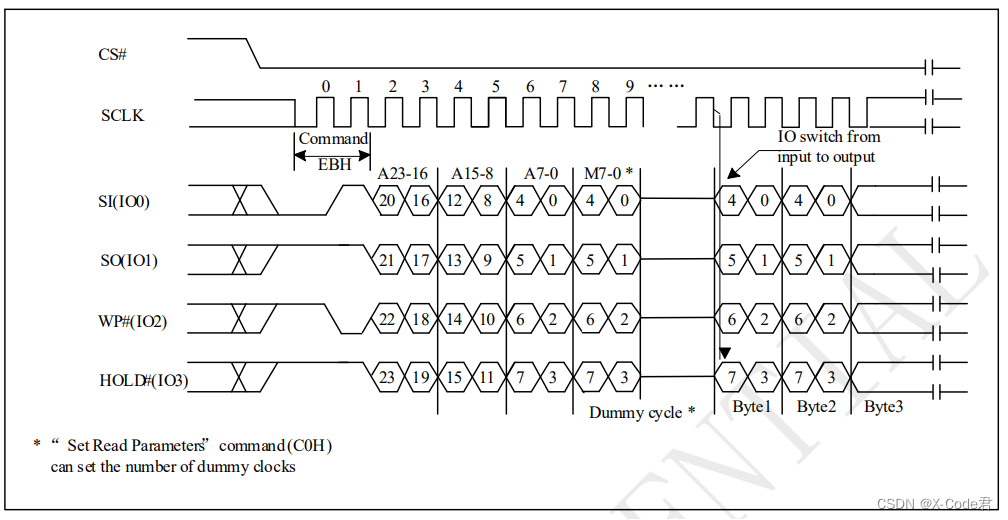 CS#
0 1 2 3 4 5 6 7 8 9 ... ...
SCLK
Command
EBH
IO switch from
input to output
A23-16 A15-8 A7-0 M7-0 *
SI(IO0) 20 16 12 8 4 0 4 0 4 0 4 0
SO(IO1) 21 17 13 9 5 1 5 1 5 1 5 1
WP#(IO2) 22 18 14 10 6 2 6 2 6 2 6 2
HOLD#(IO3) 23 19 15 11 7 3 7 3 7 3 7 3
Dummy cycle * Byte1 Byte2 Byte3
* “ Set Read Parameters” command (C0H)
can set the number of dummy clocks
ENTIAL
CSDN @X-Code君